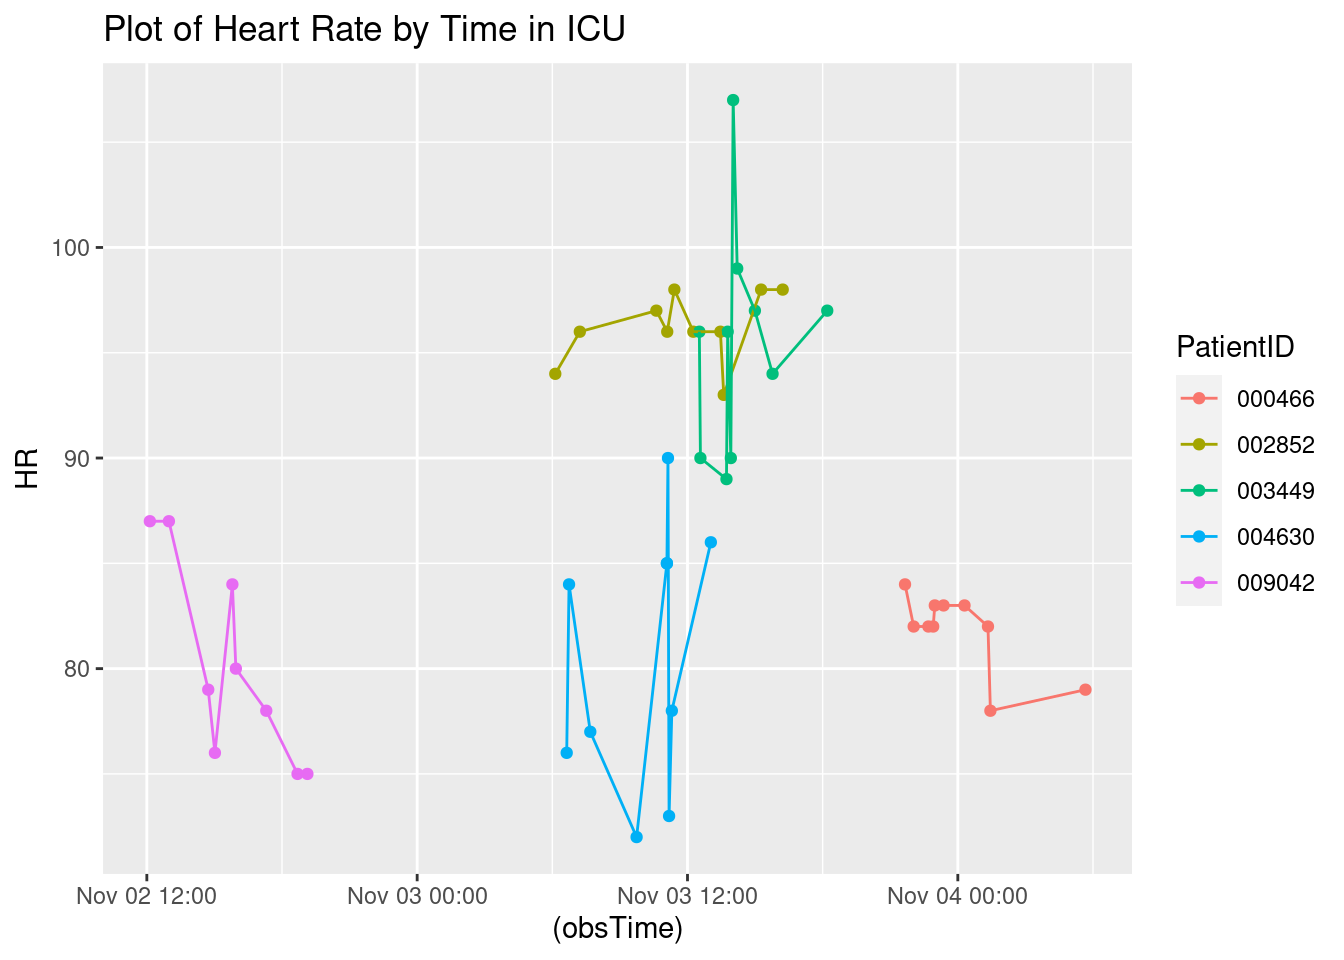 Plot of Heart Rate by Time in ICU
100
90
80
HR
Nov 02 12:00
Nov 03 00:00
Nov 03 12:00
Nov 04 00:00
(obsTime)
PatientID
000466
002852
003449
004630
009042